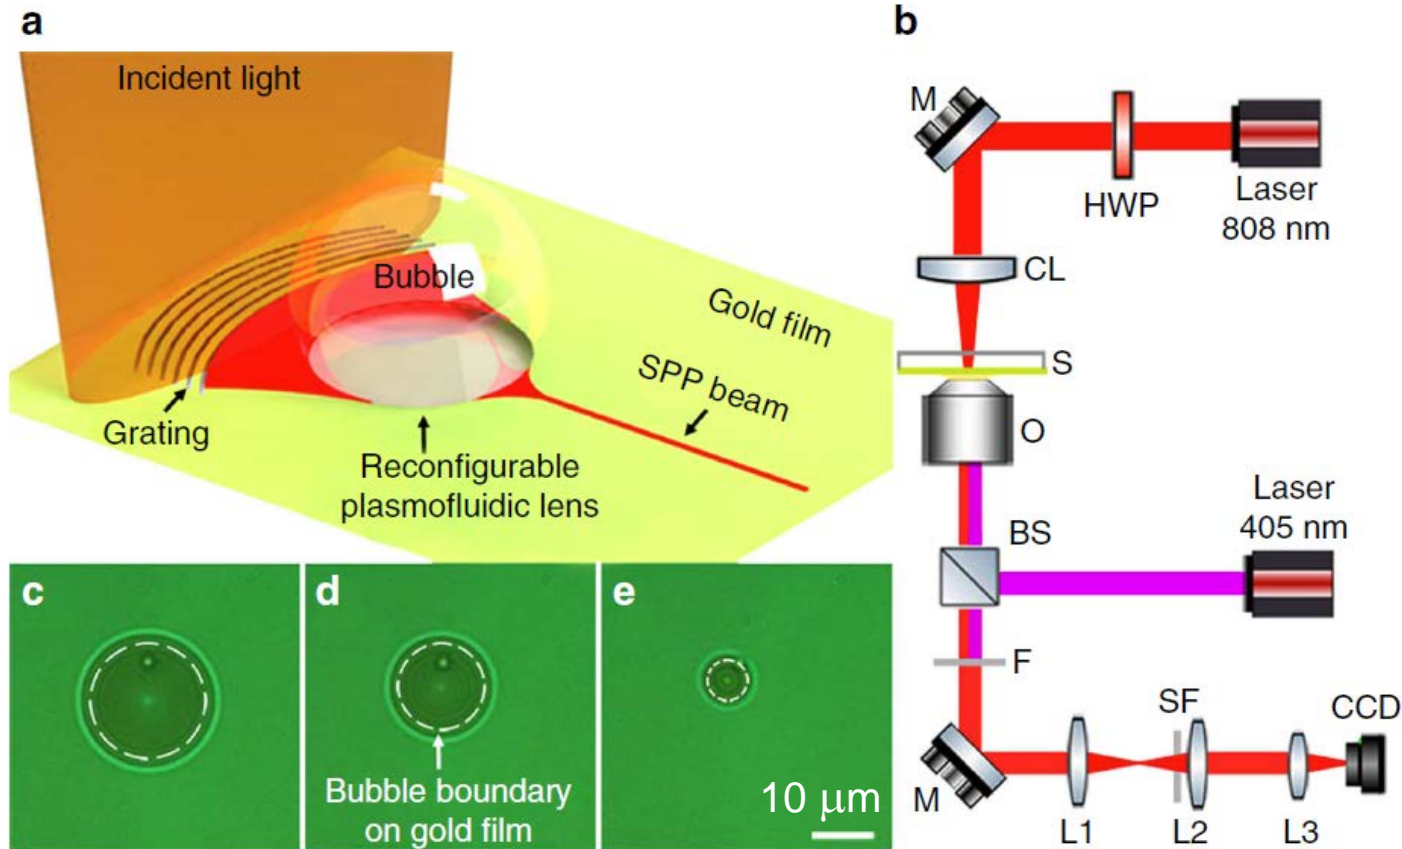 a
Incident light
Bubble
Gold film
SPP beam
Grating
Reconfigurable
plasmofluidic lens
b
M
HWP
Laser
808 nm
CL
S
O
Laser
405 nm
BS
F
SF
CCD
M
L1
L2
L3
c
d
Bubble boundary
on gold film
e
10 μm